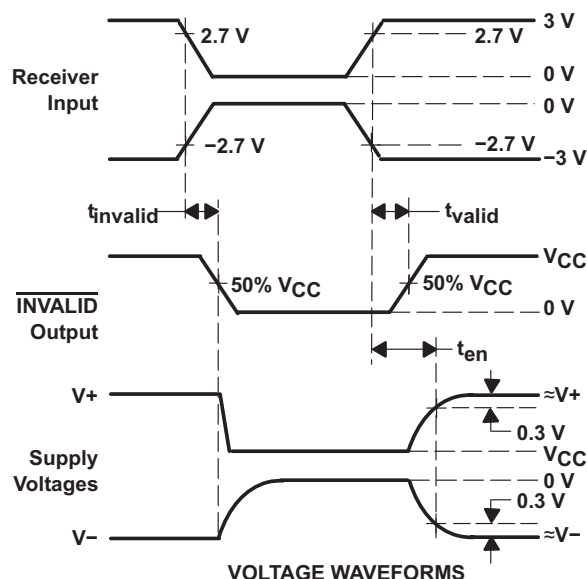 3 V
2.7 V
2.7 V
Receiver
Input
0 V
0 V
−2.7 V
−2.7 V
−3 V
tinvalid
tvalid
VCC
INVALID
Output
50% VCC
50% VCC
0 V
ten
V+
≈V+
0.3 V
Supply
Voltages
VCC
0 V
0.3 V
V−
≈V−
VOLTAGE WAVEFORMS